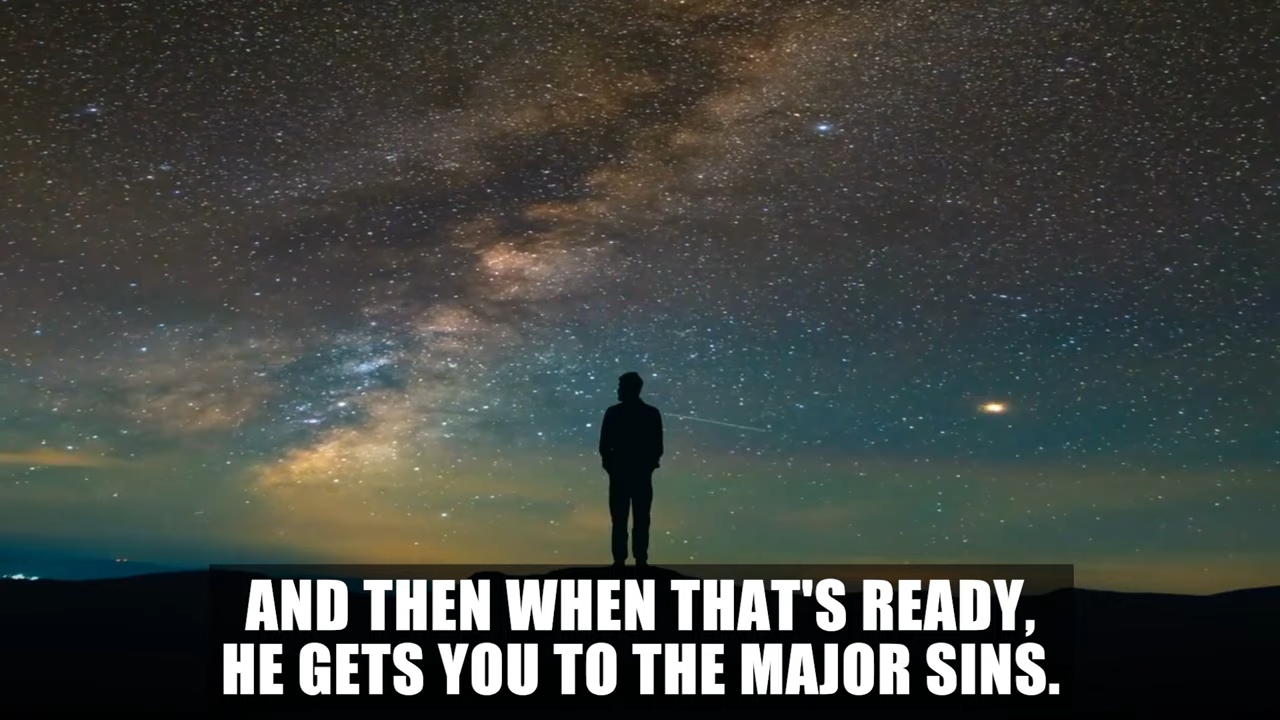 AND THEN WHEN THAT'S READY,
HE GETS YOU TO THE MAJOR SINS.